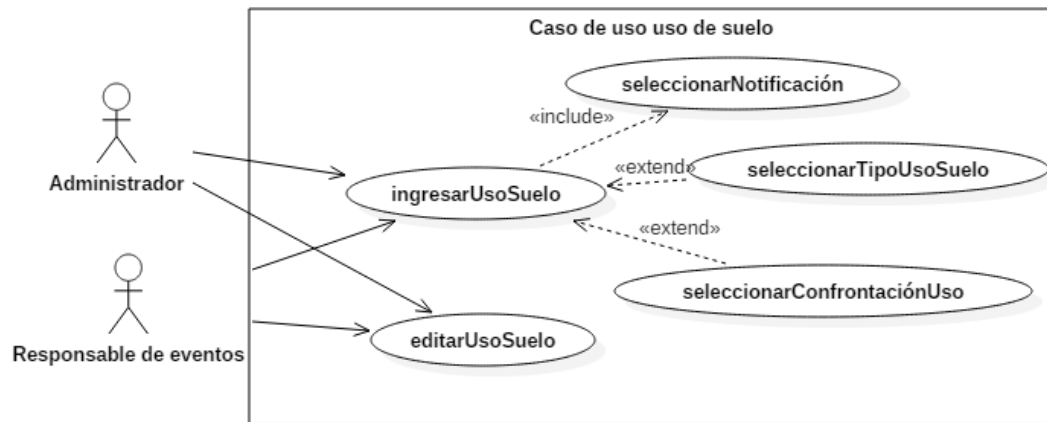 Caso de uso uso de suelo
seleccionarNotificación
«include»
Administrador
ingresarUsoSuelo
«extend»
seleccionarTipoUsoSuelo
«extend»
seleccionarConfrontaciónUso
Responsable de eventos
editarUsoSuelo